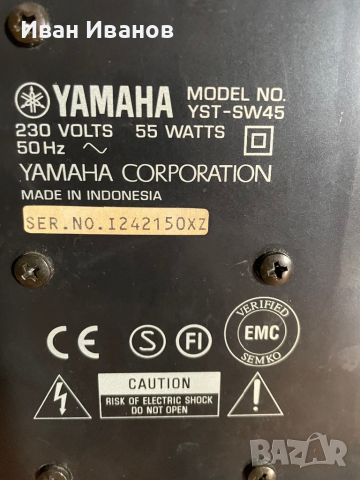 Иван Иванов
YAMAHA
MODEL NO.
YST-SW45
230 VOLTS 55 WATTS
50Hz ~
YAMAHA CORPORATION
MADE IN INDONESIA
SER.NO.I242150XZ
CE S FI
VERIFIED
EMC
SEMKO
CAUTION
RISK OF ELECTRIC SHOCK
DO NOT OPEN
BAZAR